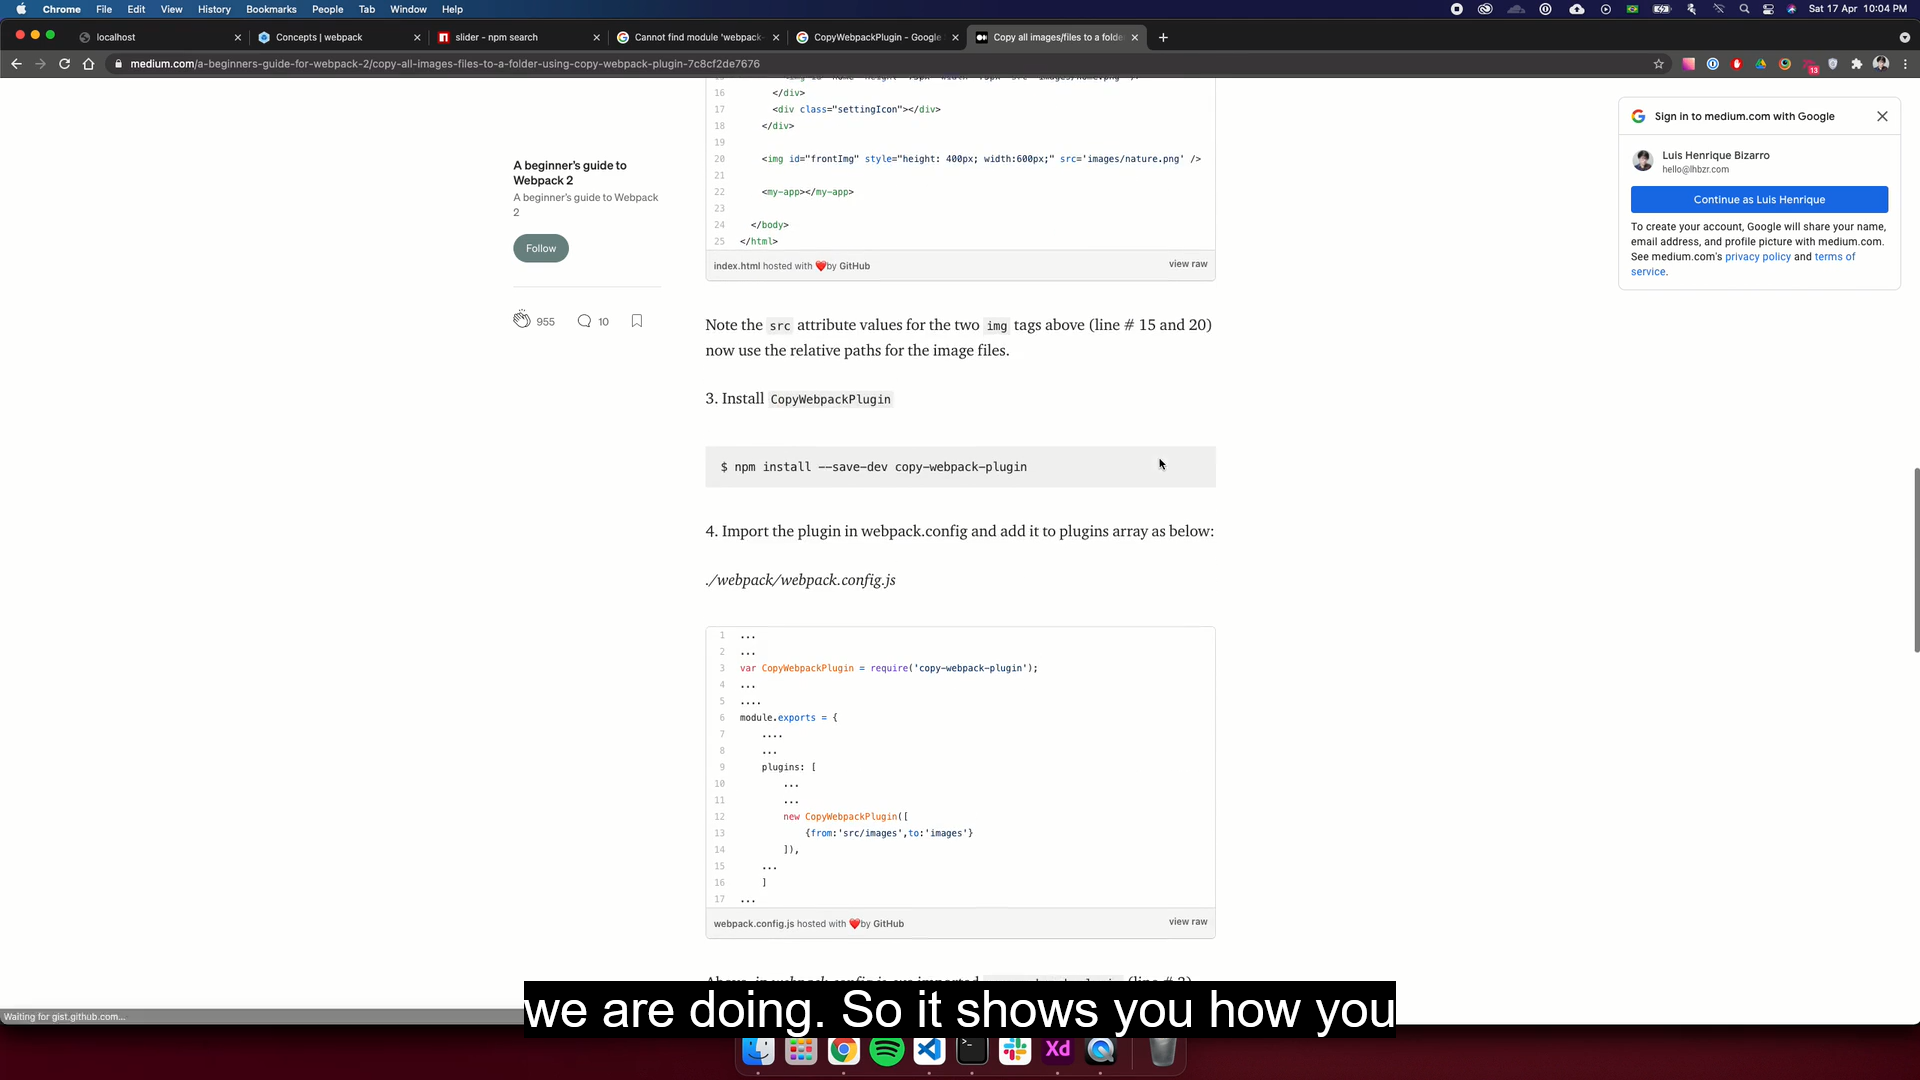 Chrome File Edit View History Bookmarks People Tab Window Help Sat 17 Apr 10:04 PM
localhost
Concepts | webpack
slider - npm search
Cannot find module 'webpack-
CopyWebpackPlugin - Google
Copy all images/files to a folde
medium.com/a-beginners-guide-for-webpack-2/copy-all-images-files-to-a-folder-using-copy-webpack-plugin-7c8cf2de7676
13
A beginner's guide to
Webpack 2
A beginner's guide to Webpack
2
Follow
955 10
16 </div>
17 <div class="settingIcon"></div>
18 </div>
19
20 <img id="frontImg" style="height: 400px; width:600px;" src='images/nature.png' />
21
22 <my-app></my-app>
23
24 </body>
25 </html>
index.html hosted with ❤ by GitHub view raw
Note the src attribute values for the two img tags above (line # 15 and 20)
now use the relative paths for the image files.
3. Install CopyWebpackPlugin
$ npm install --save-dev copy-webpack-plugin
4. Import the plugin in webpack.config and add it to plugins array as below:
./webpack/webpack.config.js
1 ...
2 ...
3 var CopyWebpackPlugin = require('copy-webpack-plugin');
4 ...
5 ....
6 module.exports = {
7 ....
8 ...
9 plugins: [
10 ...
11 ...
12 new CopyWebpackPlugin([
13 {from:'src/images',to:'images'}
14 ]),
15 ...
16 ]
17 ...
webpack.config.js hosted with ❤ by GitHub view raw
Sign in to medium.com with Google
Luis Henrique Bizarro
hello@lhbzr.com
Continue as Luis Henrique
To create your account, Google will share your name,
email address, and profile picture with medium.com.
See medium.com's privacy policy and terms of
service.
we are doing. So it shows you how you
Waiting for gist.github.com...
Xd